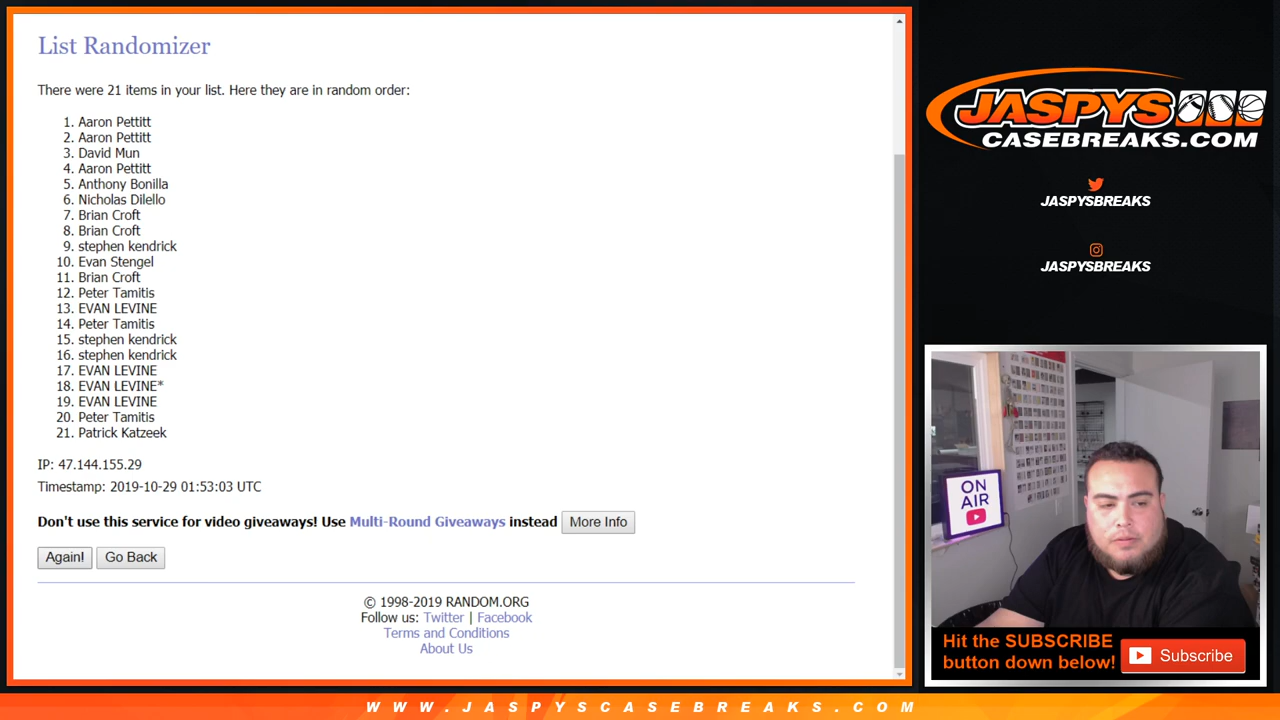 List Randomizer
There were 21 items in your list. Here they are in random order:
1. Aaron Pettitt
2. Aaron Pettitt
3. David Mun
4. Aaron Pettitt
5. Anthony Bonilla
6. Nicholas Dilello
7. Brian Croft
8. Brian Croft
9. stephen kendrick
10. Evan Stengel
11. Brian Croft
12. Peter Tamitis
13. EVAN LEVINE
14. Peter Tamitis
15. stephen kendrick
16. stephen kendrick
17. EVAN LEVINE
18. EVAN LEVINE*
19. EVAN LEVINE
20. Peter Tamitis
21. Patrick Katzeek
IP: 47.144.155.29
Timestamp: 2019-10-29 01:53:03 UTC
Don't use this service for video giveaways! Use Multi-Round Giveaways instead More Info
Again! Go Back
© 1998-2019 RANDOM.ORG
Follow us: Twitter | Facebook
Terms and Conditions
About Us
JASPYS
CASEBREAKS.COM
JASPYSBREAKS
JASPYSBREAKS
ON
AIR
Hit the SUBSCRIBE
button down below!
Subscribe
WWW.JASPYSCASEBREAKS.COM